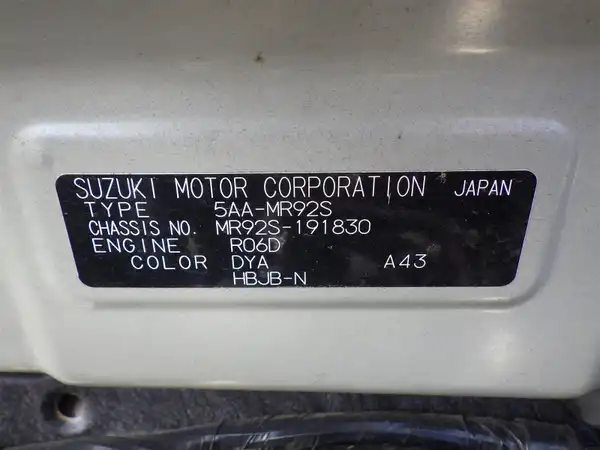 SUZUKI MOTOR CORPORATION JAPAN
TYPE 5AA-MR92S
CHASSIS NO. MR92S-191830
ENGINE R06D
COLOR DYA A43
HBJB-N